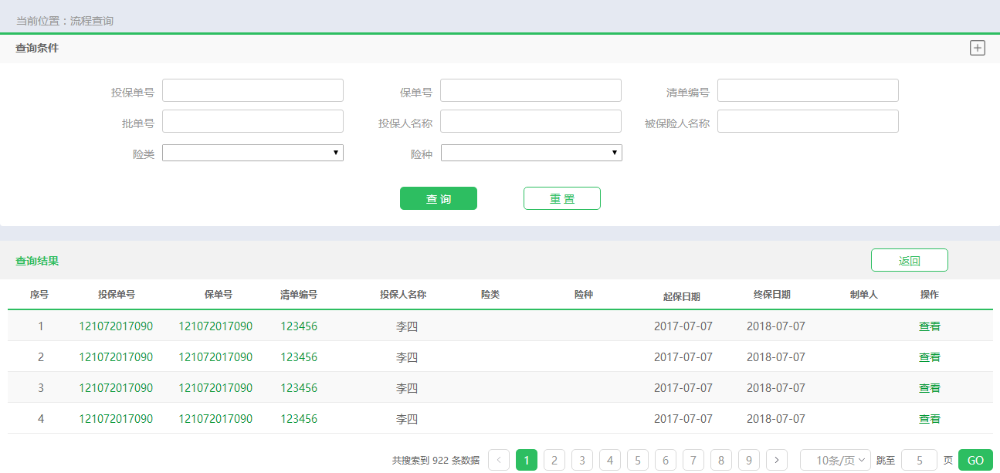 当前位置：流程查询
查询条件
投保单号 保单号 清单编号
批单号 投保人名称 被保险人名称
险类 险种
查 询 重 置
查询结果 返回
序号 投保单号 保单号 清单编号 投保人名称 险类 险种 起保日期 终保日期 制单人 操作
1 121072017090 121072017090 123456 李四 2017-07-07 2018-07-07 查看
2 121072017090 121072017090 123456 李四 2017-07-07 2018-07-07 查看
3 121072017090 121072017090 123456 李四 2017-07-07 2018-07-07 查看
4 121072017090 121072017090 123456 李四 2017-07-07 2018-07-07 查看
共搜索到 922 条数据 < 1 2 3 4 5 6 7 8 9 > 10条/页 跳至 5 页 GO